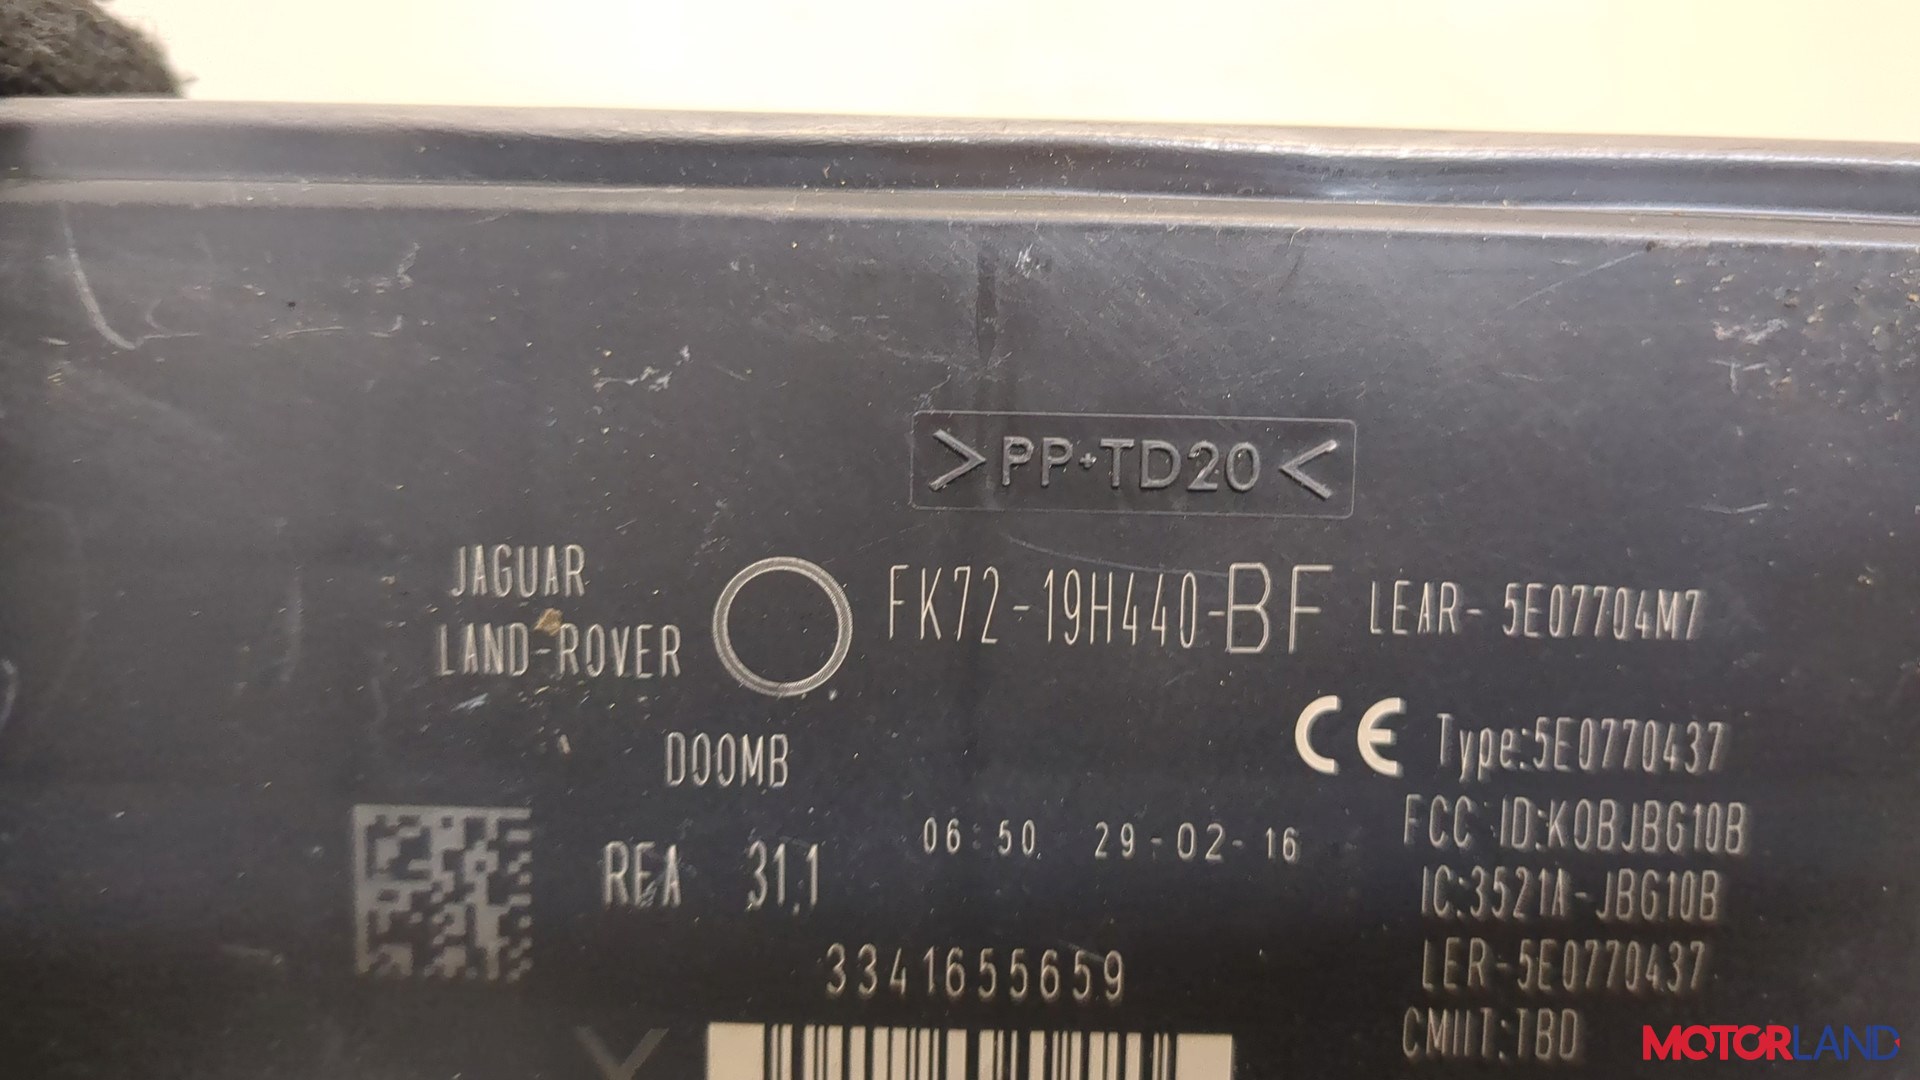 >PP+TD20<
JAGUAR
LAND-ROVER
FK72-19H440-BF LEAR-5E07704M7
D00MB
CE Type:5E0770437
REA 31.1
06:50 29-02-16
FCC ID:KOBJBG10B
IC:3521A-JBG10B
3341655659
LER-5E0770437
CMIIT:TBD
MOTORLAND